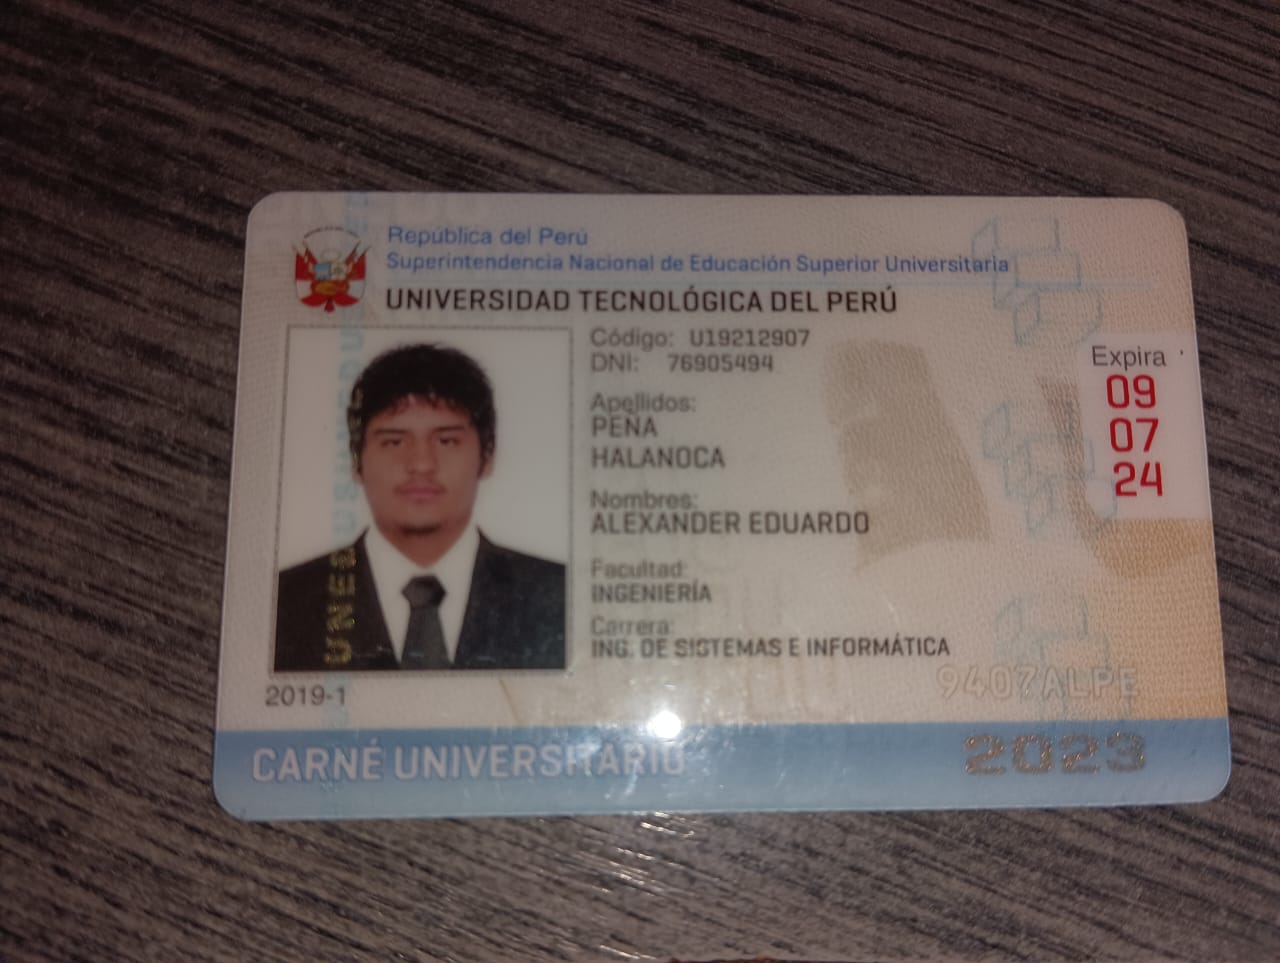 República del Perú
Superintendencia Nacional de Educación Superior Universitaria
UNIVERSIDAD TECNOLÓGICA DEL PERÚ
Código: U19212907
DNI: 76905494
Apellidos:
PEÑA
HALANOCA
Nombres:
ALEXANDER EDUARDO
Facultad:
INGENIERÍA
Carrera:
ING. DE SISTEMAS E INFORMÁTICA
Expira
09
07
24
9407ALPE
2019-1
CARNÉ UNIVERSITARIO
2023